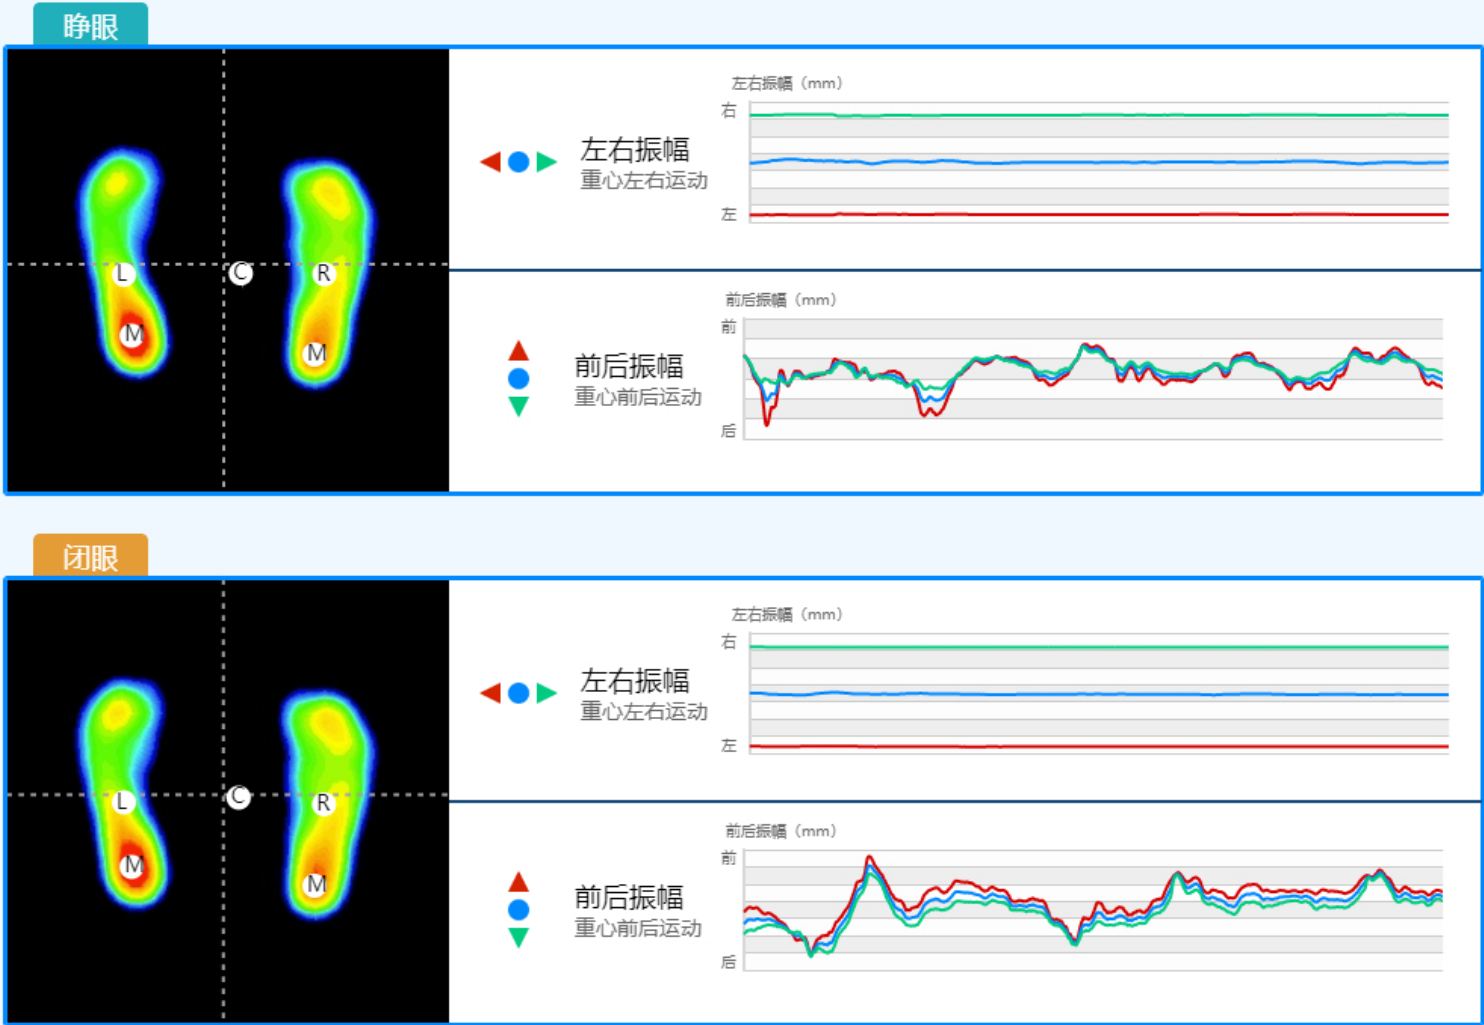 睁眼
左右振幅（mm）
右
左右振幅
重心左右运动
左
L
C
R
M
M
前后振幅（mm）
前
前后振幅
重心前后运动
后
闭眼
左右振幅（mm）
右
左右振幅
重心左右运动
左
L
C
R
M
M
前后振幅（mm）
前
前后振幅
重心前后运动
后